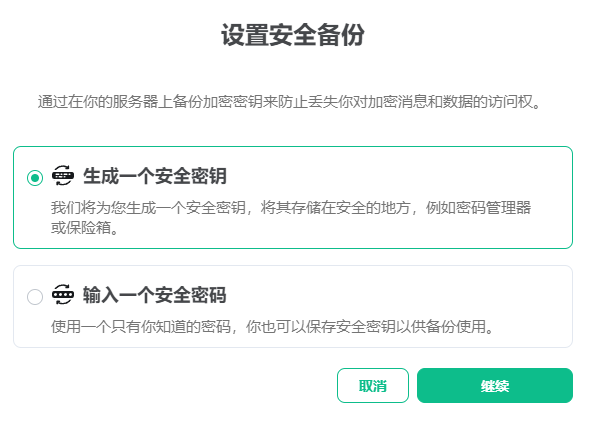 设置安全备份
通过在你的服务器上备份加密密钥来防止丢失你对加密消息和数据的访问权。
生成一个安全密钥
我们将为您生成一个安全密钥，将其存储在安全的地方，例如密码管理器
或保险箱。
输入一个安全密码
使用一个只有你知道的密码，你也可以保存安全密钥以供备份使用。
取消
继续